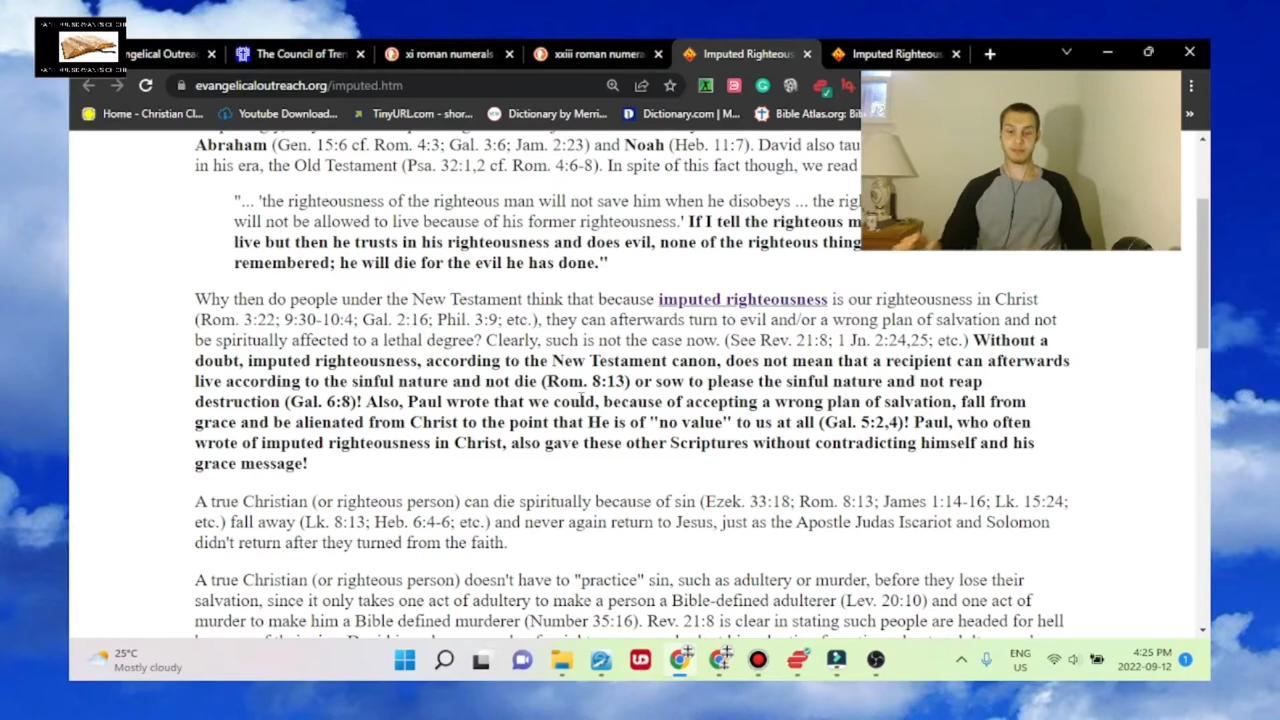 ngelical Outrea
The Council of Tren
xi roman numerals
xxiii roman numera
Imputed Righteous
Imputed Righteous
evangelicaloutreach.org/imputed.htm
Home - Christian Cl...
Youtube Download...
TinyURL.com - shor...
Dictionary by Merri...
Dictionary.com | M...
Bible Atlas.org: Bib
Abraham (Gen. 15:6 cf. Rom. 4:3; Gal. 3:6; Jam. 2:23) and Noah (Heb. 11:7). David also tau
in his era, the Old Testament (Psa. 32:1,2 cf. Rom. 4:6-8). In spite of this fact though, we read
"... 'the righteousness of the righteous man will not save him when he disobeys ... the rig
will not be allowed to live because of his former righteousness.' If I tell the righteous m
live but then he trusts in his righteousness and does evil, none of the righteous thing
remembered; he will die for the evil he has done."
Why then do people under the New Testament think that because imputed righteousness is our righteousness in Christ
(Rom. 3:22; 9:30-10:4; Gal. 2:16; Phil. 3:9; etc.), they can afterwards turn to evil and/or a wrong plan of salvation and not
be spiritually affected to a lethal degree? Clearly, such is not the case now. (See Rev. 21:8; 1 Jn. 2:24,25; etc.) Without a
doubt, imputed righteousness, according to the New Testament canon, does not mean that a recipient can afterwards
live according to the sinful nature and not die (Rom. 8:13) or sow to please the sinful nature and not reap
destruction (Gal. 6:8)! Also, Paul wrote that we could, because of accepting a wrong plan of salvation, fall from
grace and be alienated from Christ to the point that He is of "no value" to us at all (Gal. 5:2,4)! Paul, who often
wrote of imputed righteousness in Christ, also gave these other Scriptures without contradicting himself and his
grace message!
A true Christian (or righteous person) can die spiritually because of sin (Ezek. 33:18; Rom. 8:13; James 1:14-16; Lk. 15:24;
etc.) fall away (Lk. 8:13; Heb. 6:4-6; etc.) and never again return to Jesus, just as the Apostle Judas Iscariot and Solomon
didn't return after they turned from the faith.
A true Christian (or righteous person) doesn't have to "practice" sin, such as adultery or murder, before they lose their
salvation, since it only takes one act of adultery to make a person a Bible-defined adulterer (Lev. 20:10) and one act of
murder to make him a Bible defined murderer (Number 35:16). Rev. 21:8 is clear in stating such people are headed for hell
25°C
Mostly cloudy
ENG
US
4:25 PM
2022-09-12
1